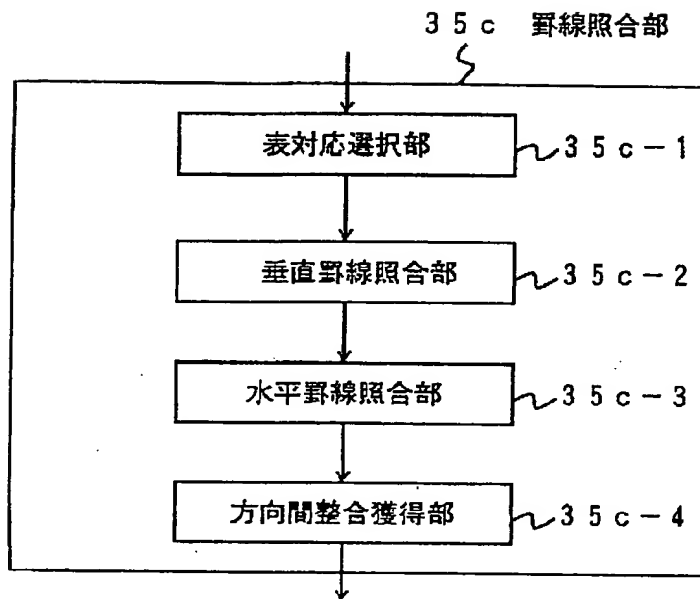 35c 罫線照合部
表対応選択部 35c-1
垂直罫線照合部 35c-2
水平罫線照合部 35c-3
方向間整合獲得部 35c-4